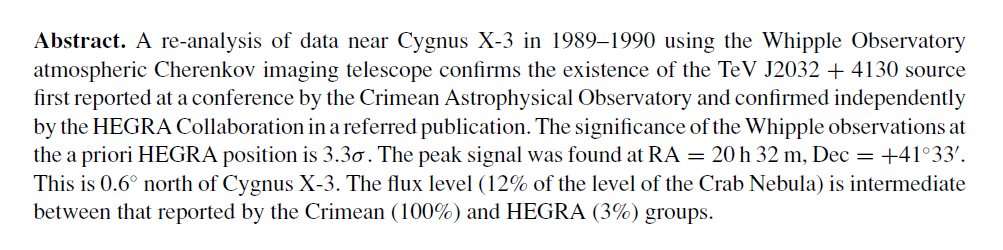 Abstract. A re-analysis of data near Cygnus X-3 in 1989–1990 using the Whipple Observatory
atmospheric Cherenkov imaging telescope confirms the existence of the TeV J2032 + 4130 source
first reported at a conference by the Crimean Astrophysical Observatory and confirmed independently
by the HEGRA Collaboration in a referred publication. The significance of the Whipple observations at
the a priori HEGRA position is 3.3σ. The peak signal was found at RA = 20 h 32 m, Dec = +41°33′.
This is 0.6° north of Cygnus X-3. The flux level (12% of the level of the Crab Nebula) is intermediate
between that reported by the Crimean (100%) and HEGRA (3%) groups.